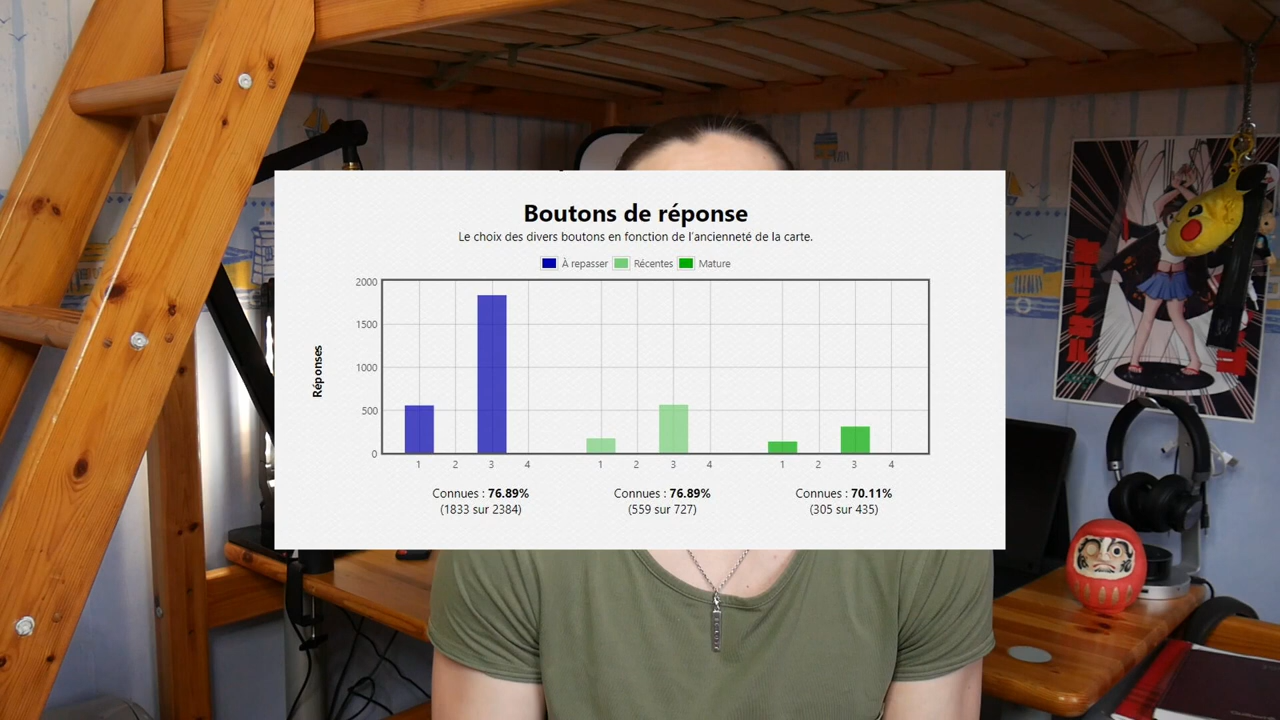 Boutons de réponse
Le choix des divers boutons en fonction de l'ancienneté de la carte.
À repasser Récentes Mature
2000
1500
1000
500
0
Réponses
1 2 3 4 1 2 3 4 1 2 3 4
Connues : 76.89% Connues : 76.89% Connues : 70.11%
(1833 sur 2384) (559 sur 727) (305 sur 435)